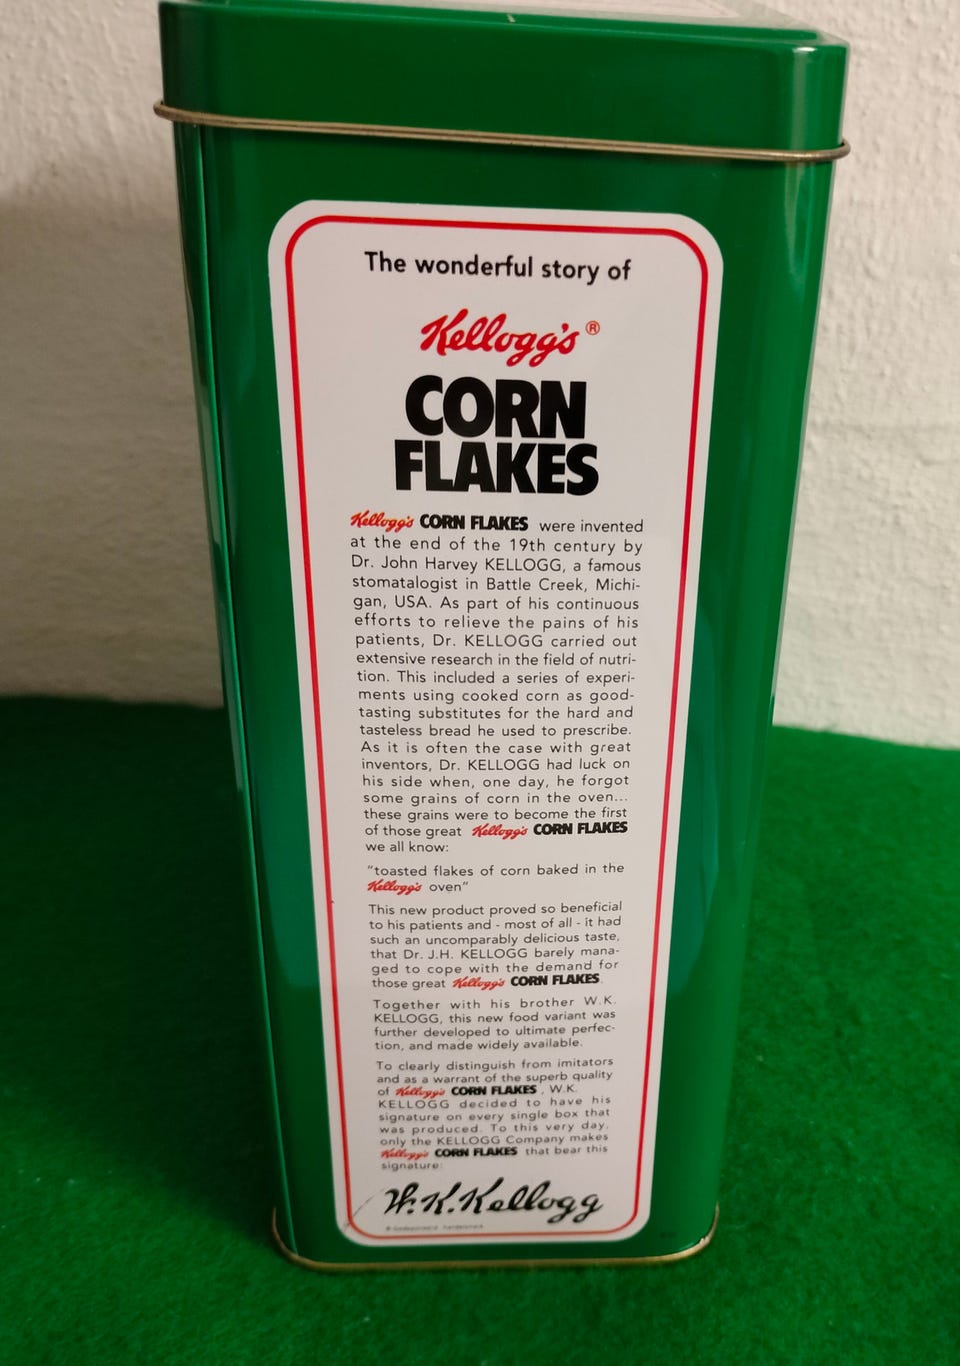 The wonderful story of
Kellogg's®
CORN
FLAKES
Kellogg's CORN FLAKES were invented
at the end of the 19th century by
Dr. John Harvey KELLOGG, a famous
stomatalogist in Battle Creek, Michi-
gan, USA. As part of his continuous
efforts to relieve the pains of his
patients, Dr. KELLOGG carried out
extensive research in the field of nutri-
tion. This included a series of experi-
ments using cooked corn as good-
tasting substitutes for the hard and
tasteless bread he used to prescribe.
As it is often the case with great
inventors, Dr. KELLOGG had luck on
his side when, one day, he forgot
some grains of corn in the oven...
these grains were to become the first
of those great Kellogg's CORN FLAKES
we all know:
"toasted flakes of corn baked in the
Kellogg's oven"
This new product proved so beneficial
to his patients and - most of all - it had
such an uncomparably delicious taste,
that Dr. J.H. KELLOGG barely mana-
ged to cope with the demand for
those great Kellogg's CORN FLAKES.
Together with his brother W.K.
KELLOGG, this new food variant was
further developed to ultimate perfec-
tion, and made widely available.
To clearly distinguish from imitators
and as a warrant of the superb quality
of Kellogg's CORN FLAKES, W.K.
KELLOGG decided to have his
signature on every single box that
was produced. To this very day,
only the KELLOGG Company makes
Kellogg's CORN FLAKES that bear this
signature:
W.K.Kellogg